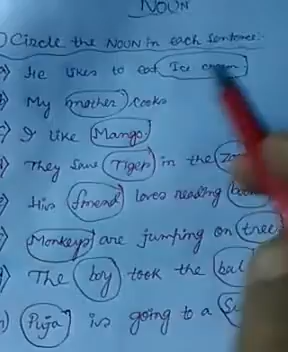 NOUN
) Circle the NOUN in each sentence:-
a) He likes to eat Ice cream
My mother cooks
I like Mango.
They saw Tiger in the
His friend loves reading
Monkeys are jumping on tree
The boy took the bal
) Puja is going to a